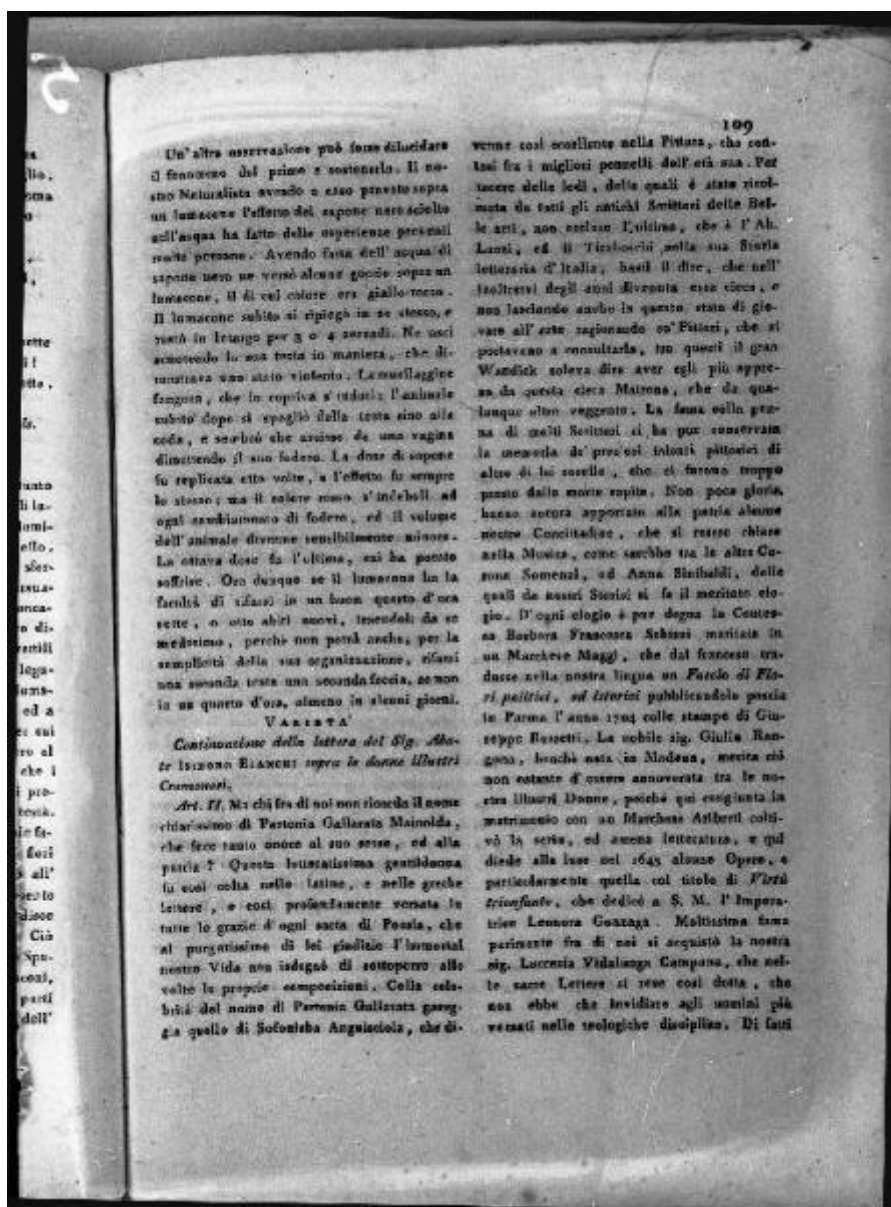 109
Un' altra osservazione può forse dilucidare
il fenomeno del primo e sostenerlo. Il no-
stro Naturalista avendo a caso provato sopra
un lumacone l'effetto del sapone nero sciolto
nell'acqua ha fatto delle esperienze
Avendo fatta dell' acqua di
sapone nero ne versò alcune goccie sopra un
lumacone, il di cui colore era giallo-rosso.
Il lumacone subito si ripiegò in se stesso, e
restò in letargo per 3 o 4 secondi. Ne uscì
scuotendo la sua testa in maniera, che di-
mostrava uno stato violento. La mucilaggine
fangosa, che lo copriva s'indurì: l'animale
subito dopo si spogliò dalla testa sino alla
coda, e sembrò che uscisse da una vagina
dimettendo il suo fodero. La dose di sapone
fu replicata otto volte, e l'effetto fu sempre
lo stesso; ma il colore rosso s'indebolì ad
ogni cambiamento di fodero, ed il volume
dell'animale divenne sensibilmente minore.
La ottava dose fu l'ultima, cui ha potuto
soffrire. Ora dunque se il lumacone ha la
facoltà di rifarsi in un buon quarto d'ora
sette, o otto abiti nuovi, tessendoli da se
medesimo, perchè non potrà anche, per la
semplicità della sua organizzazione, rifarsi
una seconda testa una seconda faccia, se non
in un quarto d'ora, almeno in alcuni giorni.
VARIETA'
Continuazione della lettera del Sig. Aba-
te ISIDORO BIANCHI sopra le donne illustri
Cremonesi.
Art. II. Ma chi fra di noi non ricorda il nome
chiarissimo di Partenia Gallarata Mainolda,
che fece tanto onore al suo sesso, ed alla
patria? Questa letteratissima gentildonna
fu così colta nelle latine, e nelle greche
lettere, e così profondamente versata in
tutte le grazie d'ogni sorta di Poesia, che
al purgatissimo di lei giudizio l'immortal
nostro Vida non isdegnò di sottoporre alle
volte le proprie composizioni. Colla cele-
brità del nome di Partenia Gallarata gareg-
gia quello di Sofonisba Anguisciola, che di-
venne così eccellente nella Pittura, che con-
tasi fra i migliori pennelli dell'età sua. Per
tacere delle lodi, delle quali è stata ricol-
mata da tutti gli antichi Scrittori delle Bel-
le arti, non escluso l'ultimo, che è l'Ab.
Lanzi, ed il Tiraboschi nella sua Storia
letteraria d'Italia, basti il dire, che nell'
inoltrarsi degli anni divenuta essa cieca, e
non lasciando anche in questo stato di gio-
vare all'arte ragionando co' Pittori, che si
portavano a consultarla, tra questi il gran
Wandick soleva dire aver egli più appre-
so da questa cieca Matrona, che da qua-
lunque altro veggente. La fama colla pen-
na di molti Scrittori ci ha pur conservata
la memoria de' preziosi talenti pittorici di
altre di lei sorelle, che ci furono troppo
presto dalla morte rapite. Non poca gloria
hanno ancora apportato alla patria alcune
nostre Concittadine, che si resero chiare
nella Musica, come sarebbe tra le altre Co-
rona Somenzi, ed Anna Sinibaldi, delle
quali da nostri Storici si fa il meritato elo-
gio. D'ogni elogio è pur degna la Contes-
sa Barbara Francesca Schizzi maritata in
un Marchese Maggi, che dal francese tra-
dusse nella nostra lingua un Fascio di Fio-
ri politici, ed istorici pubblicandolo poscia
in Parma l'anno 1704 colle stampe di Giu-
seppe Rossetti. La nobile sig. Giulia Ran-
gona, benchè nata in Modena, merita ciò
non ostante d'essere annoverata tra le no-
stre illustri Donne, poichè qui congiunta in
matrimonio con un Marchese Ariberti colti-
vò la seria, ed amena letteratura, e qui
diede alla luce nel 1643 alcune Opere, e
particolarmente quella col titolo di Virtù
trionfante, che dedicò a S. M. l'Impera-
trice Leonora Gonzaga. Moltissima fama
parimente fra di noi si acquistò la nostra
sig. Lucrezia Vidalenga Campana, che nel-
le sacre Lettere si rese così dotta, che
non ebbe che invidiare agli uomini più
versati nelle teologiche discipline. Di fatti